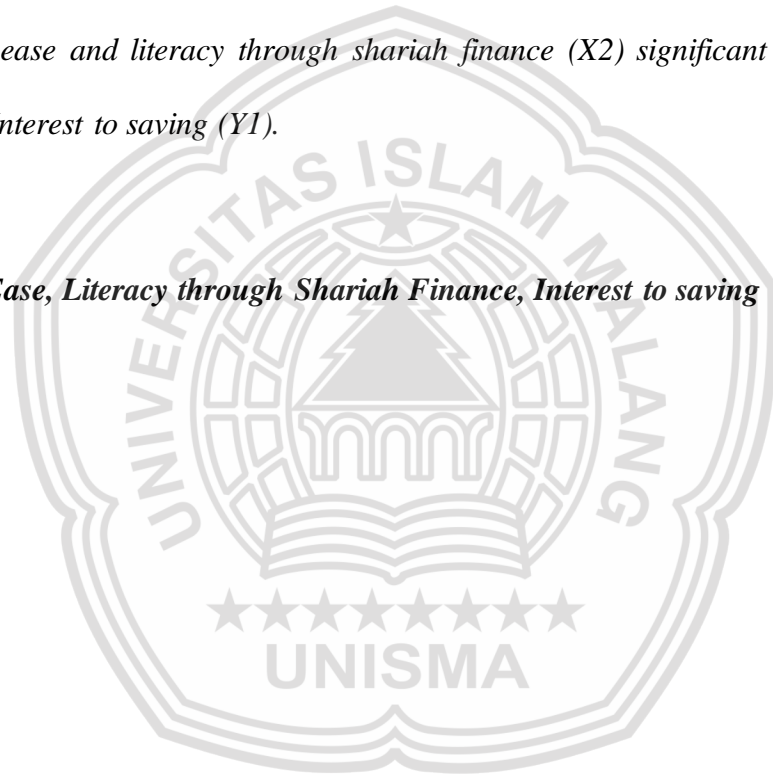 ease and literacy through shariah finance (X2) significant
nterest to saving (Y1).
UNIVERSITAS ISLAM MALANG
ase, Literacy through Shariah Finance, Interest to saving
UNISMA